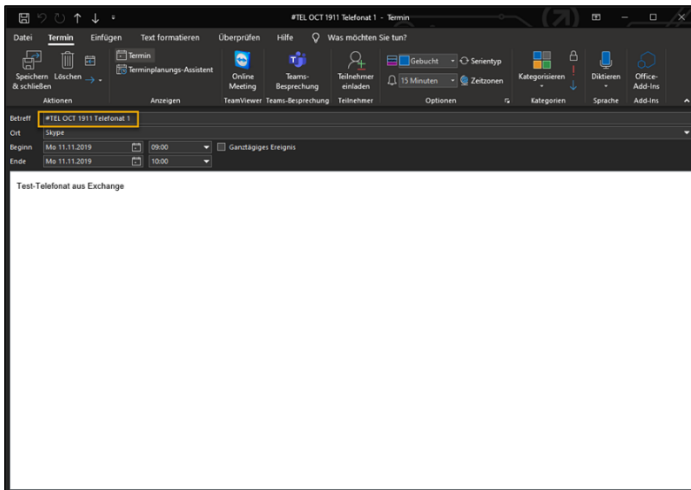 #TEL OCT 1911 Telefonat 1 - Termin
Datei Termin Einfügen Text formatieren Überprüfen Hilfe Was möchten Sie tun?
Speichern & schließen
Löschen
Termin
Terminplanungs-Assistent
Online Meeting
Teams-Besprechung
Teilnehmer einladen
Gebucht
Serientyp
15 Minuten
Zeitzonen
Kategorisieren
Diktieren
Office-Add-Ins
Aktionen Anzeigen TeamViewer Teams-Besprechung Teilnehmer Optionen Kategorien Sprache Add-Ins
Betreff #TEL OCT 1911 Telefonat 1
Ort Skype
Beginn Mo 11.11.2019 09:00 Ganztägiges Ereignis
Ende Mo 11.11.2019 10:00
Test-Telefonat aus Exchange